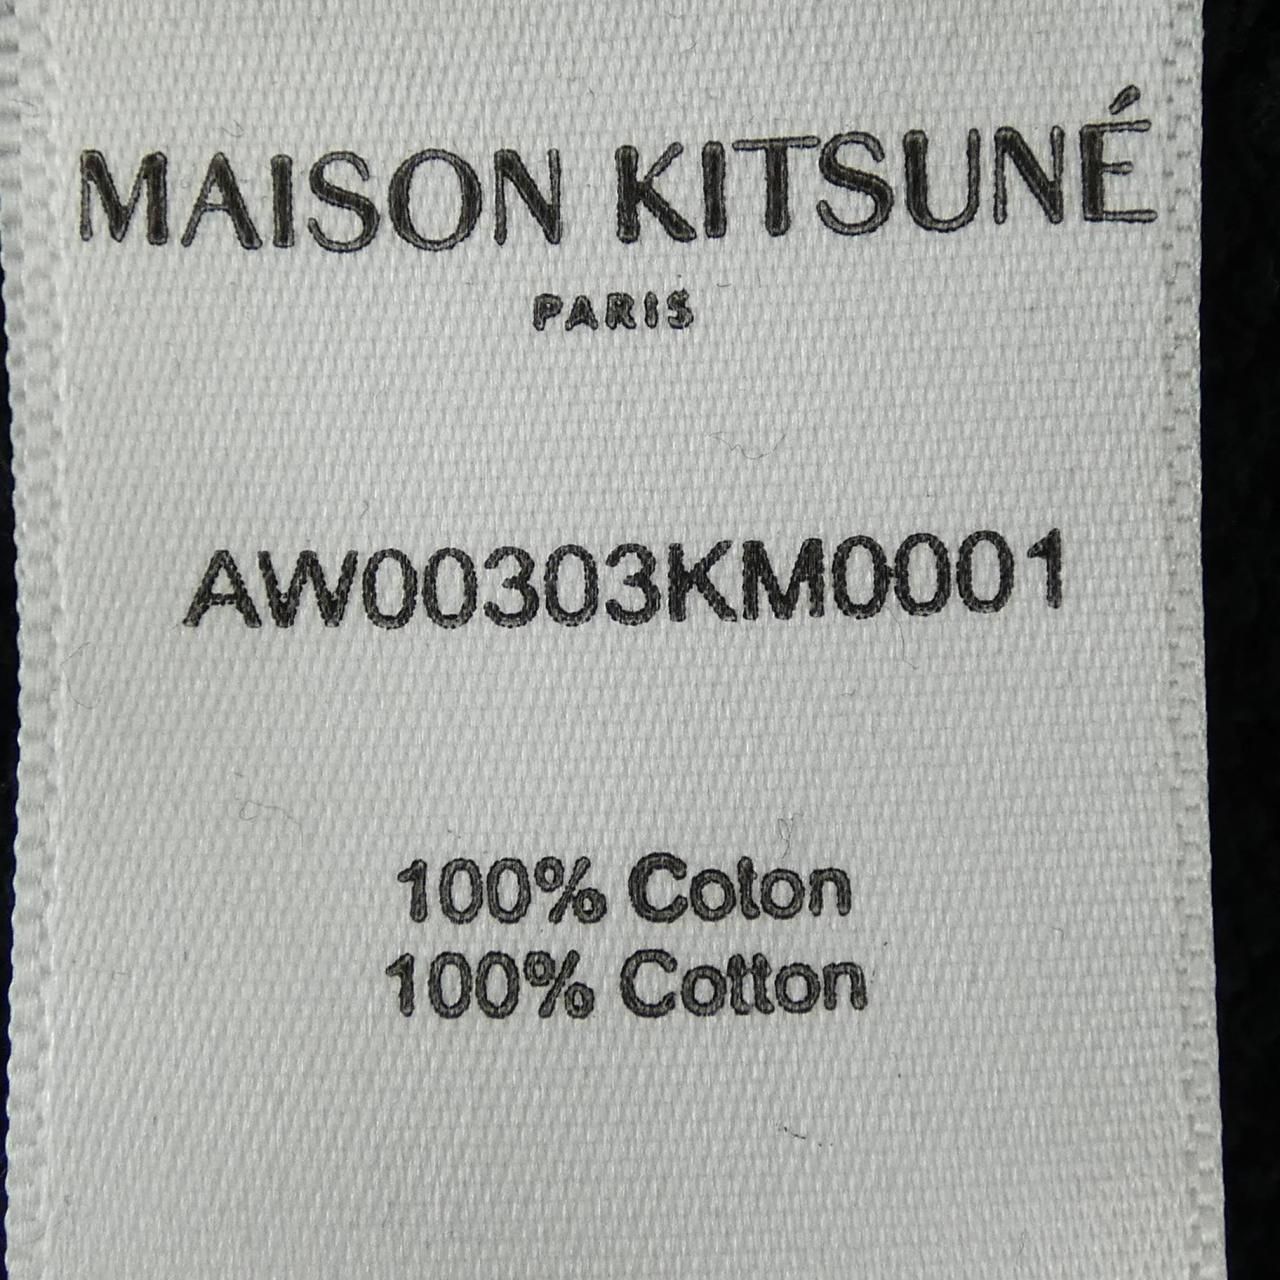 MAISON KITSUNÉ
PARIS
AW00303KM0001
100% Coton
100% Cotton